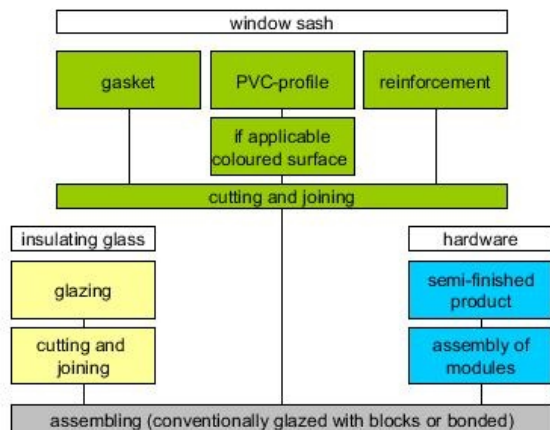 window sash
gasket
PVC-profile
reinforcement
if applicable
coloured surface
cutting and joining
insulating glass
hardware
glazing
semi-finished
product
cutting and
joining
assembly of
modules
assembling (conventionally glazed with blocks or bonded)